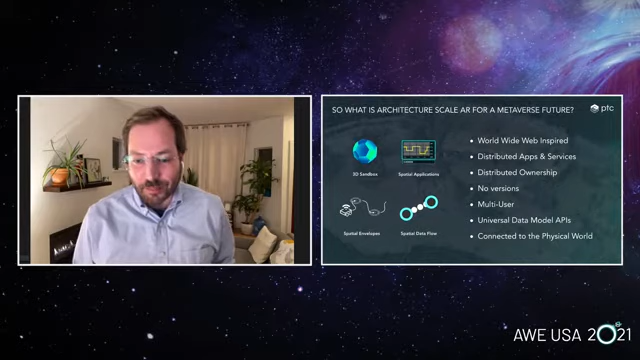 SO WHAT IS ARCHITECTURE SCALE AR FOR A METAVERSE FUTURE?
ptc
3D Sandbox
Spatial Applications
Spatial Envelopes
Spatial Data Flow
• World Wide Web Inspired
• Distributed Apps & Services
• Distributed Ownership
• No versions
• Multi-User
• Universal Data Model APIs
• Connected to the Physical World
AWE USA 2021